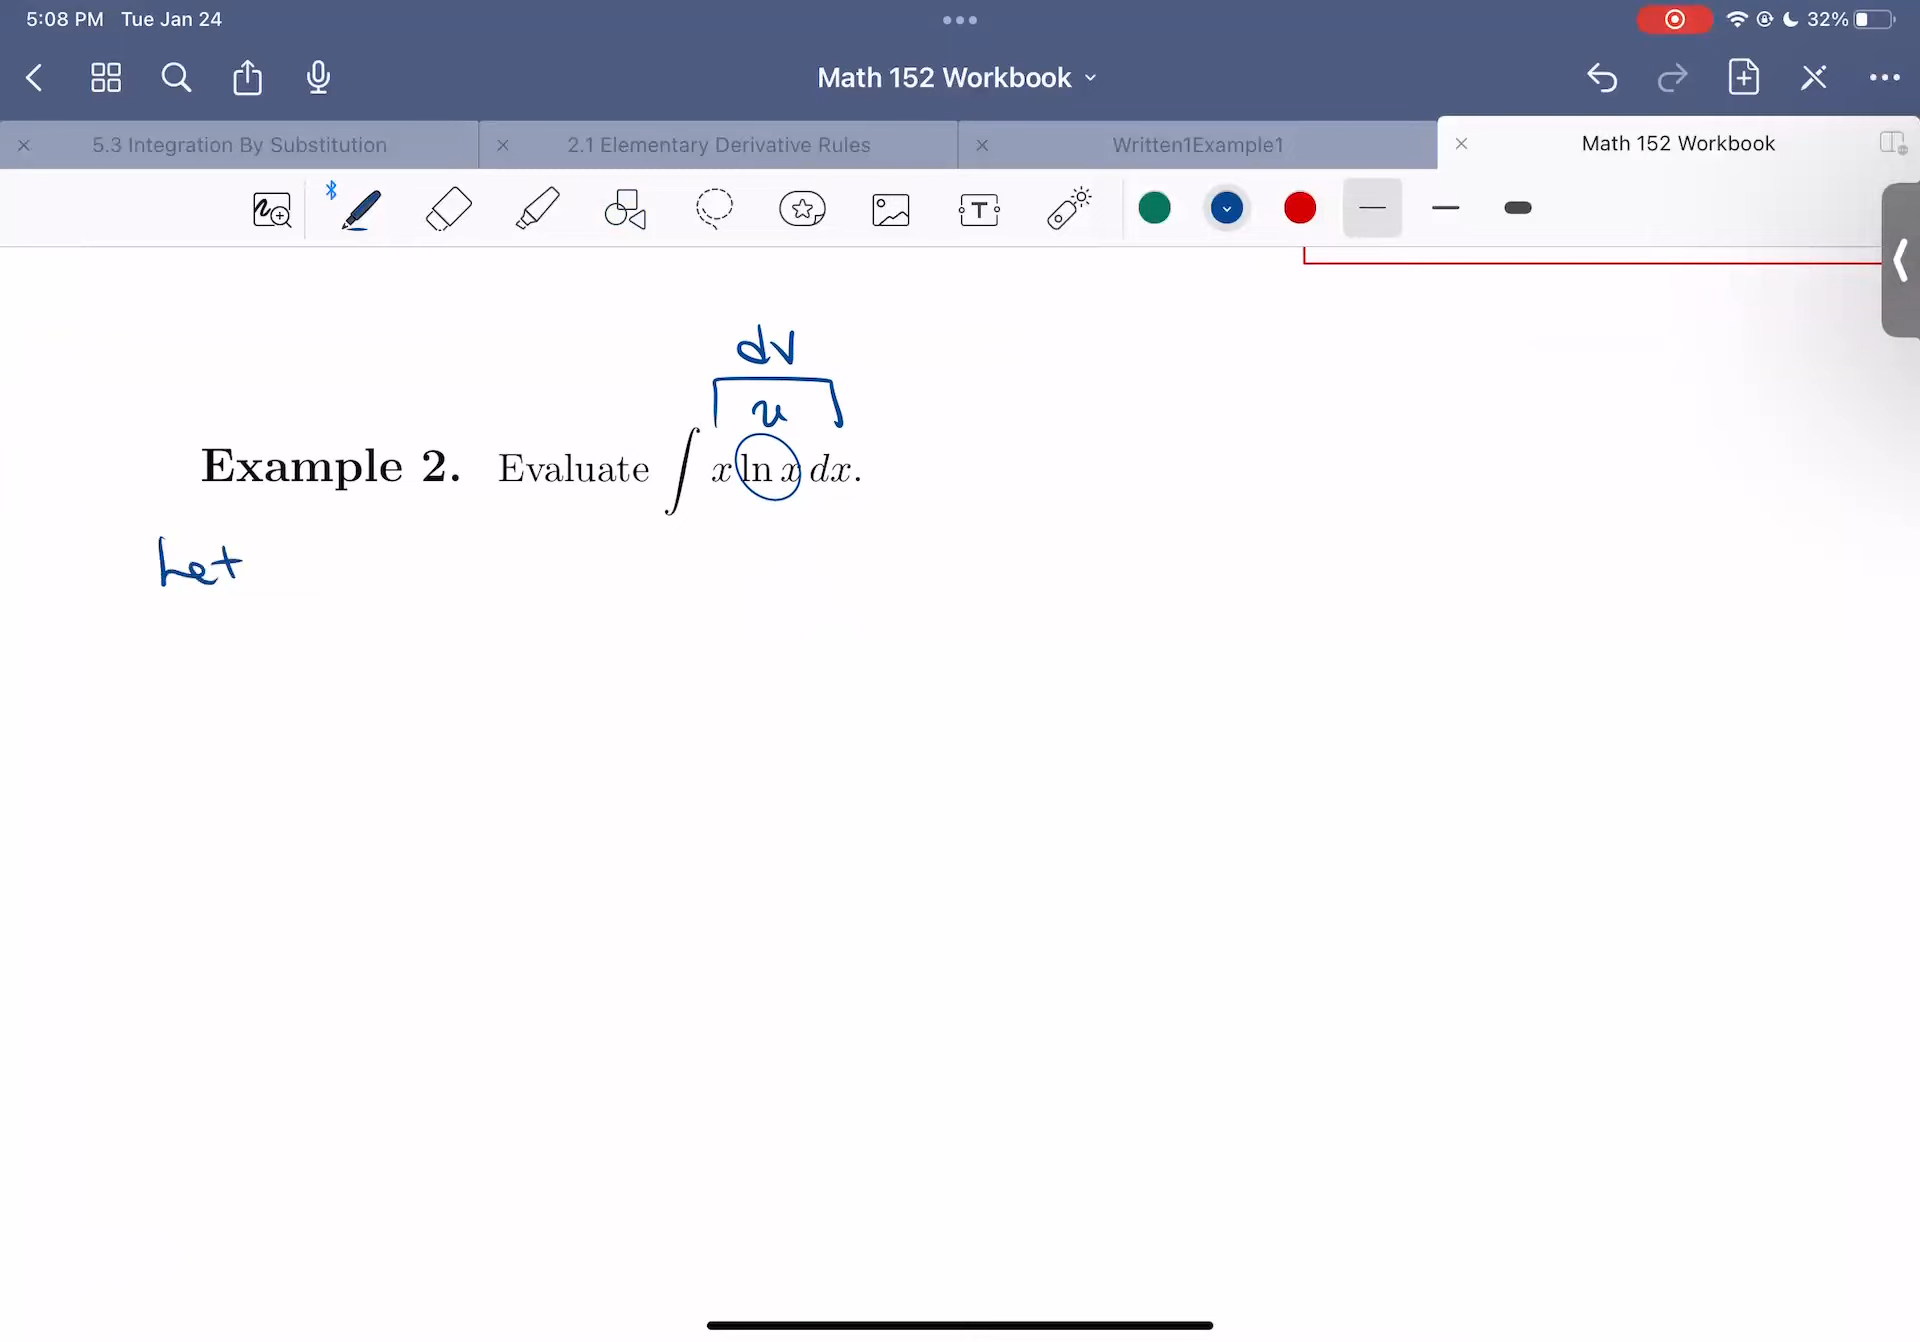 5:08 PM Tue Jan 24
32%
Math 152 Workbook
5.3 Integration By Substitution
2.1 Elementary Derivative Rules
Written1Example1
Math 152 Workbook
T
dv
u
Example 2. Evaluate ∫ x ln x dx.
Let